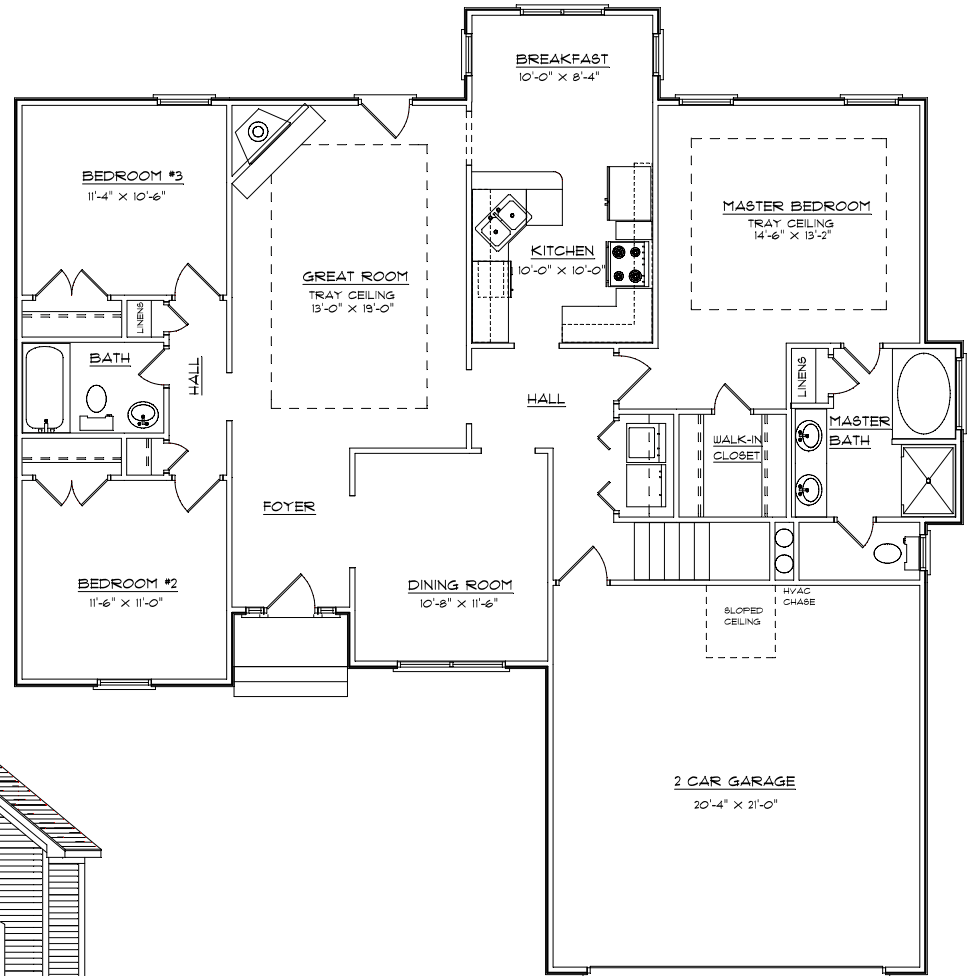 BREAKFAST
10'-0" X 8'-4"
BEDROOM #3
11'-4" X 10'-6"
MASTER BEDROOM
TRAY CEILING
14'-6" X 13'-2"
KITCHEN
10'-0" X 10'-0"
GREAT ROOM
TRAY CEILING
13'-0" X 19'-0"
LINENS
BATH
HALL
HALL
LINENS
MASTER
BATH
WALK-IN
CLOSET
FOYER
BEDROOM #2
11'-6" X 11'-0"
DINING ROOM
10'-8" X 11'-6"
HVAC
CHASE
SLOPED
CEILING
2 CAR GARAGE
20'-4" X 21'-0"